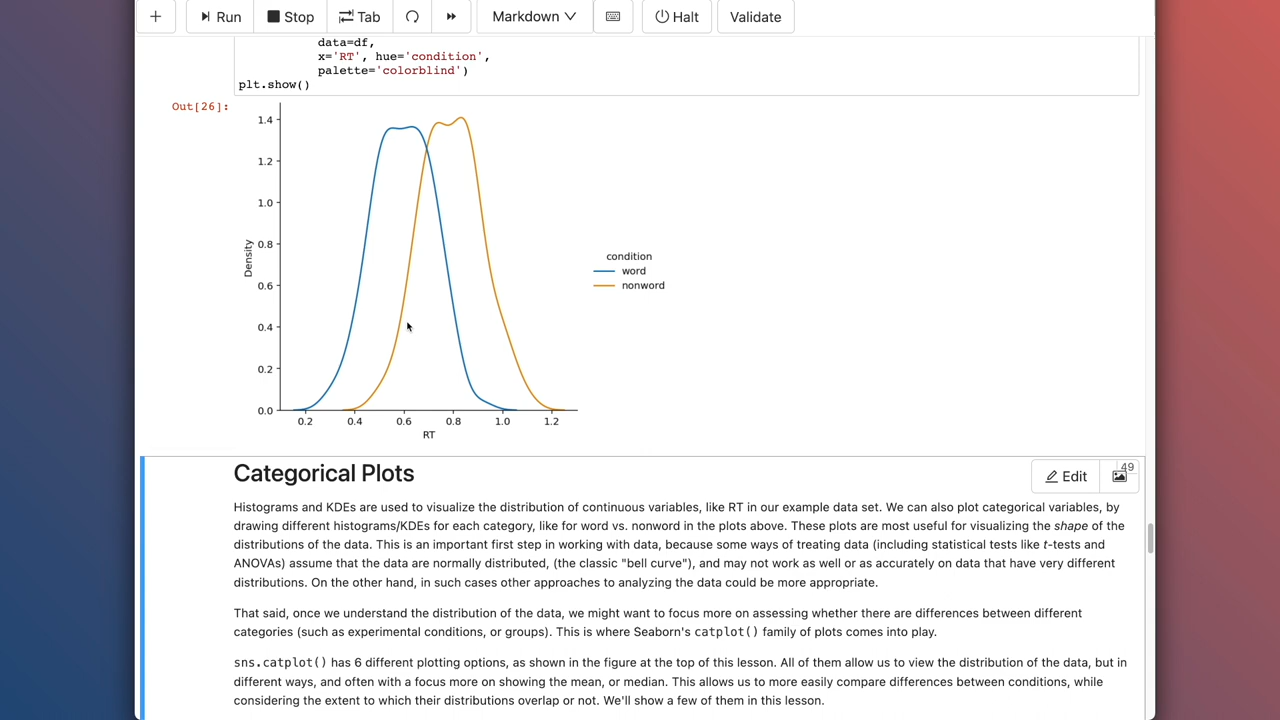 + Run Stop Tab Markdown Halt Validate
data=df,
x='RT', hue='condition',
palette='colorblind')
plt.show()
Out[26]:
1.4
1.2
1.0
0.8
0.6
0.4
0.2
0.0
Density
0.2 0.4 0.6 0.8 1.0 1.2
RT
condition
word
nonword
Categorical Plots
Edit
49
Histograms and KDEs are used to visualize the distribution of continuous variables, like RT in our example data set. We can also plot categorical variables, by
drawing different histograms/KDEs for each category, like for word vs. nonword in the plots above. These plots are most useful for visualizing the shape of the
distributions of the data. This is an important first step in working with data, because some ways of treating data (including statistical tests like t-tests and
ANOVAs) assume that the data are normally distributed, (the classic "bell curve"), and may not work as well or as accurately on data that have very different
distributions. On the other hand, in such cases other approaches to analyzing the data could be more appropriate.
That said, once we understand the distribution of the data, we might want to focus more on assessing whether there are differences between different
categories (such as experimental conditions, or groups). This is where Seaborn's catplot() family of plots comes into play.
sns.catplot() has 6 different plotting options, as shown in the figure at the top of this lesson. All of them allow us to view the distribution of the data, but in
different ways, and often with a focus more on showing the mean, or median. This allows us to more easily compare differences between conditions, while
considering the extent to which their distributions overlap or not. We'll show a few of them in this lesson.